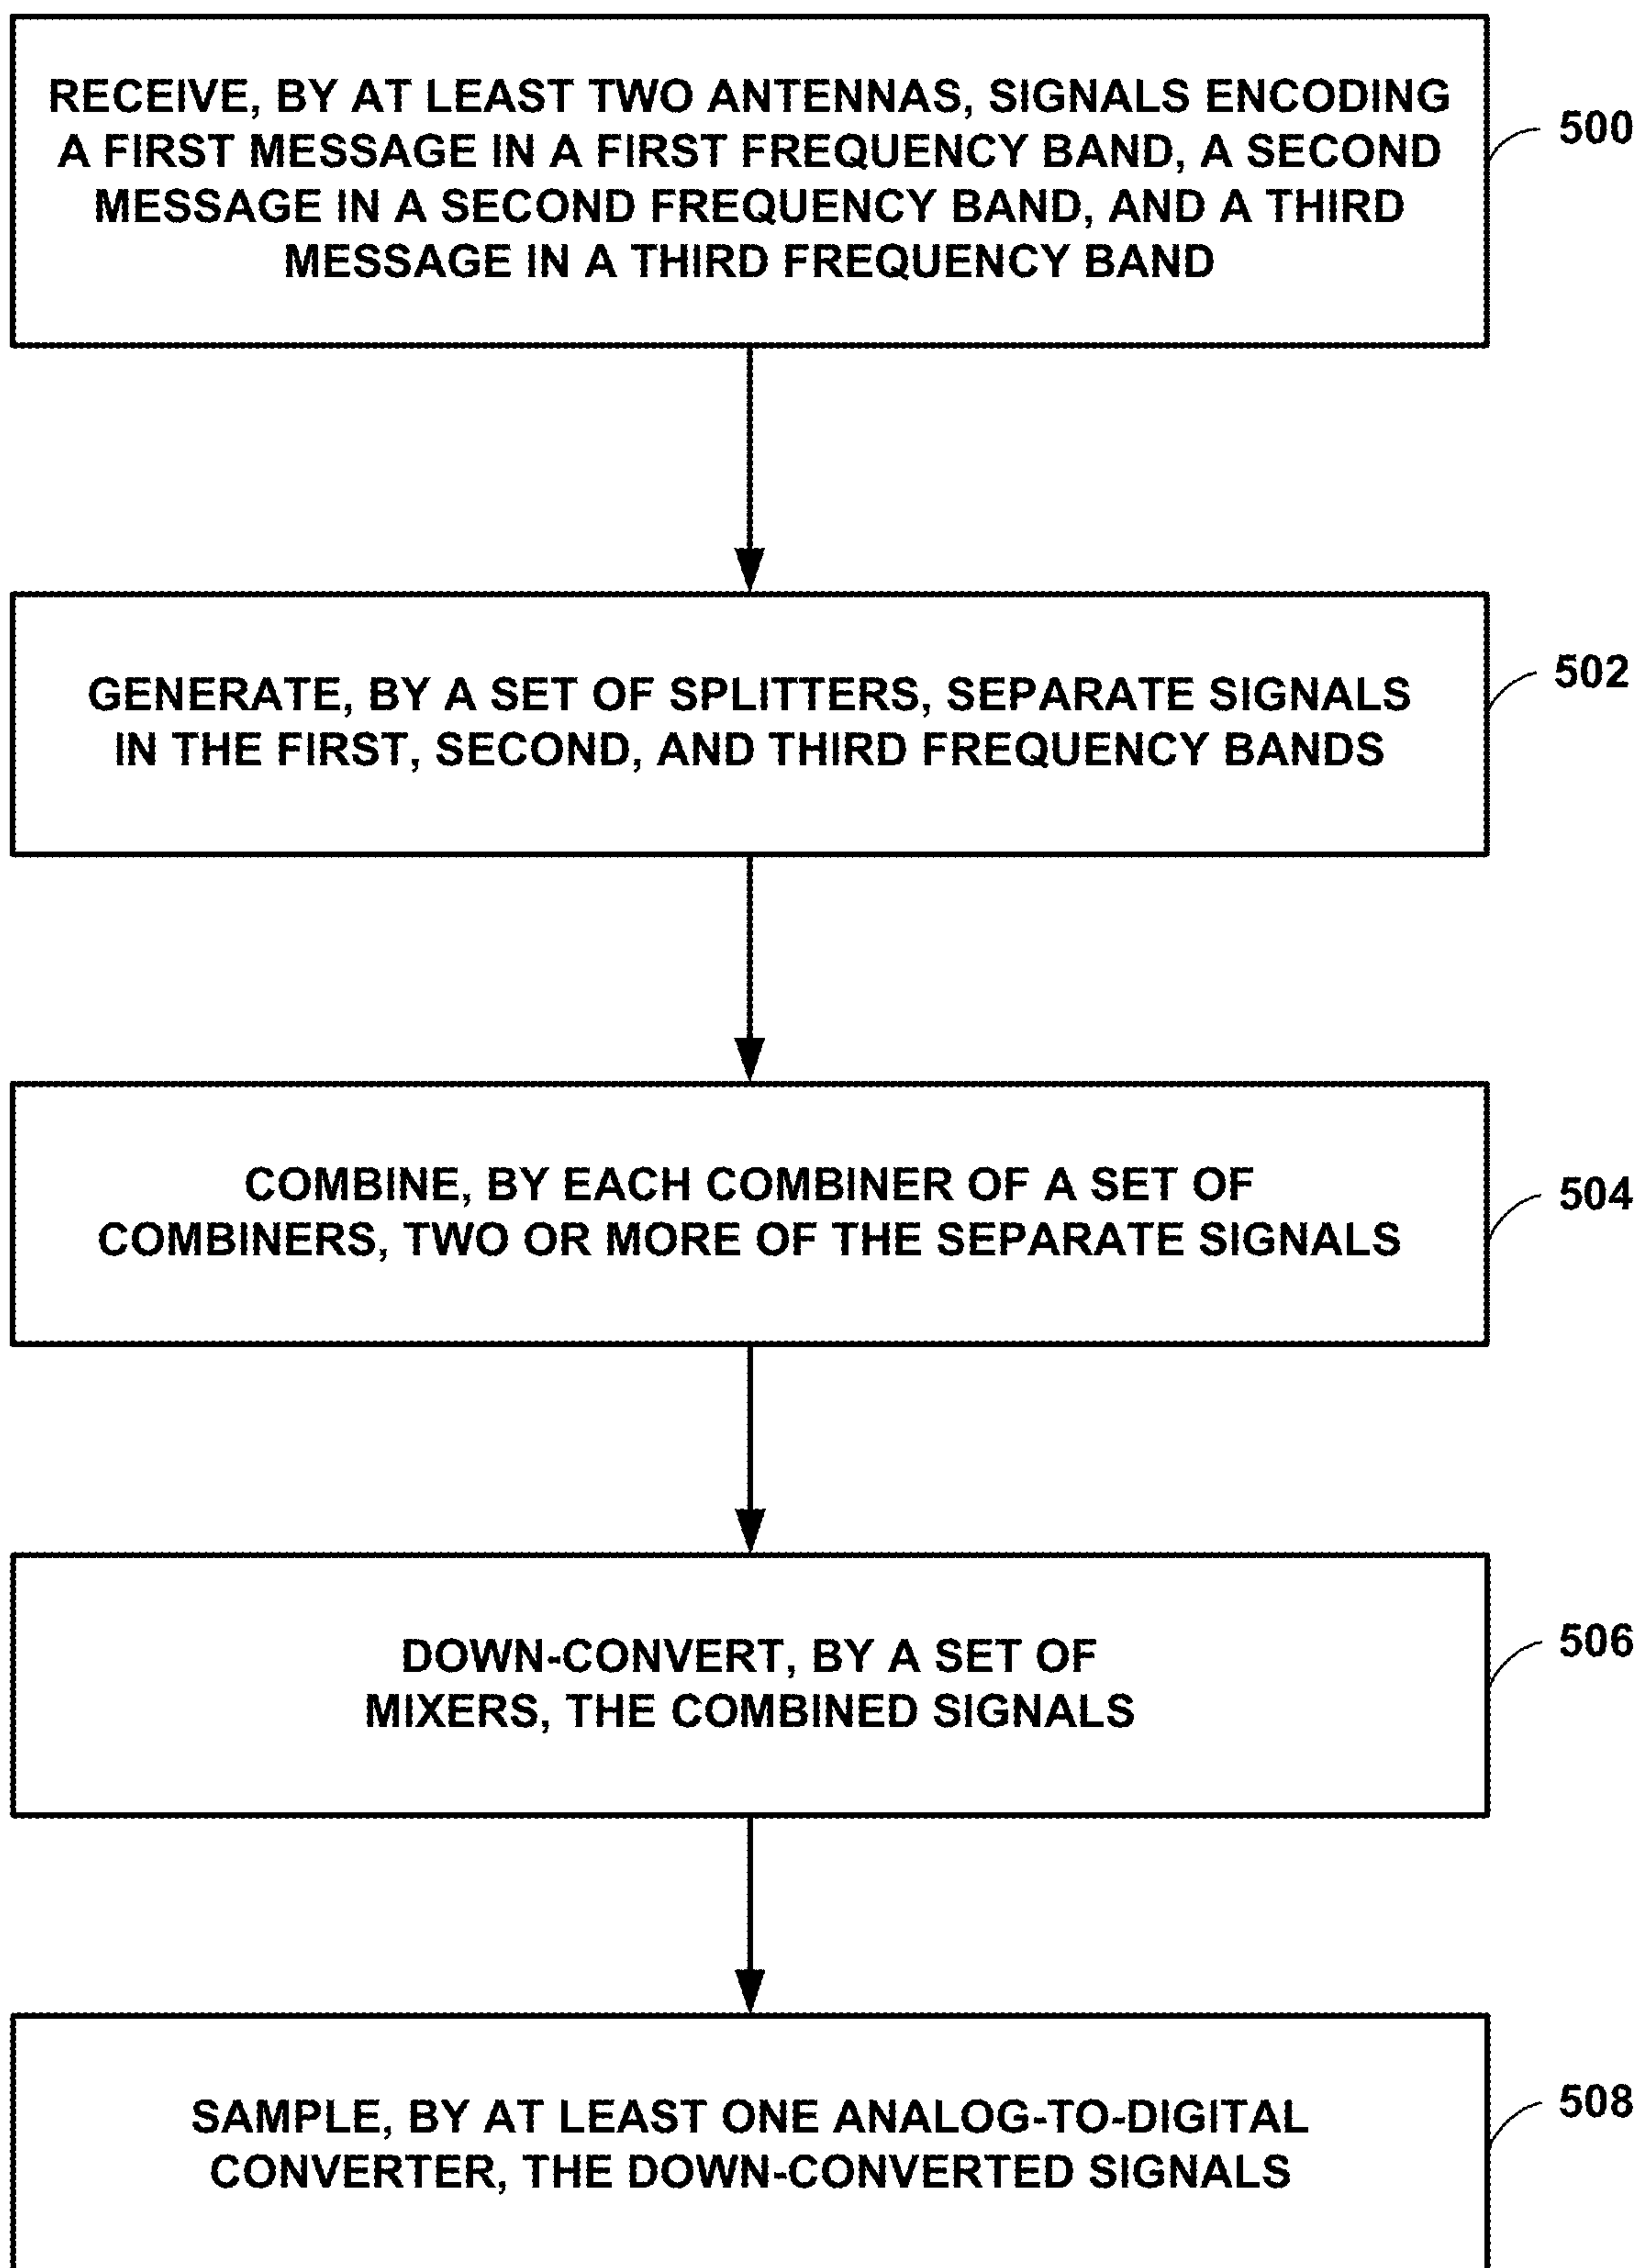 RECEIVE, BY AT LEAST TWO ANTENNAS, SIGNALS ENCODING
A FIRST MESSAGE IN A FIRST FREQUENCY BAND, A SECOND
MESSAGE IN A SECOND FREQUENCY BAND, AND A THIRD
MESSAGE IN A THIRD FREQUENCY BAND
500
GENERATE, BY A SET OF SPLITTERS, SEPARATE SIGNALS
IN THE FIRST, SECOND, AND THIRD FREQUENCY BANDS
502
COMBINE, BY EACH COMBINER OF A SET OF
COMBINERS, TWO OR MORE OF THE SEPARATE SIGNALS
504
DOWN-CONVERT, BY A SET OF
MIXERS, THE COMBINED SIGNALS
506
SAMPLE, BY AT LEAST ONE ANALOG-TO-DIGITAL
CONVERTER, THE DOWN-CONVERTED SIGNALS
508